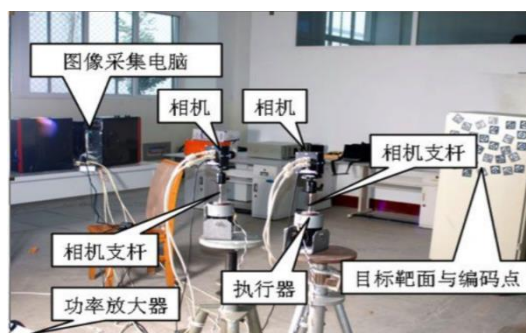 图像采集电脑
相机
相机
相机支杆
相机支杆
执行器
目标靶面与编码点
功率放大器